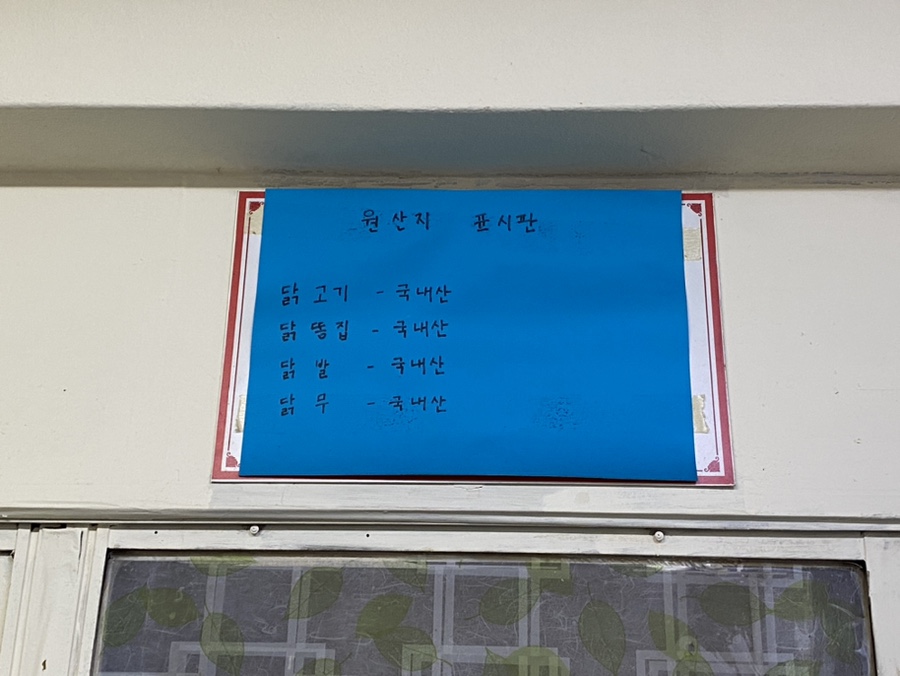 원산지 표시판
닭 고기 - 국내산
닭 똥집 - 국내산
닭 발 - 국내산
닭 무 - 국내산